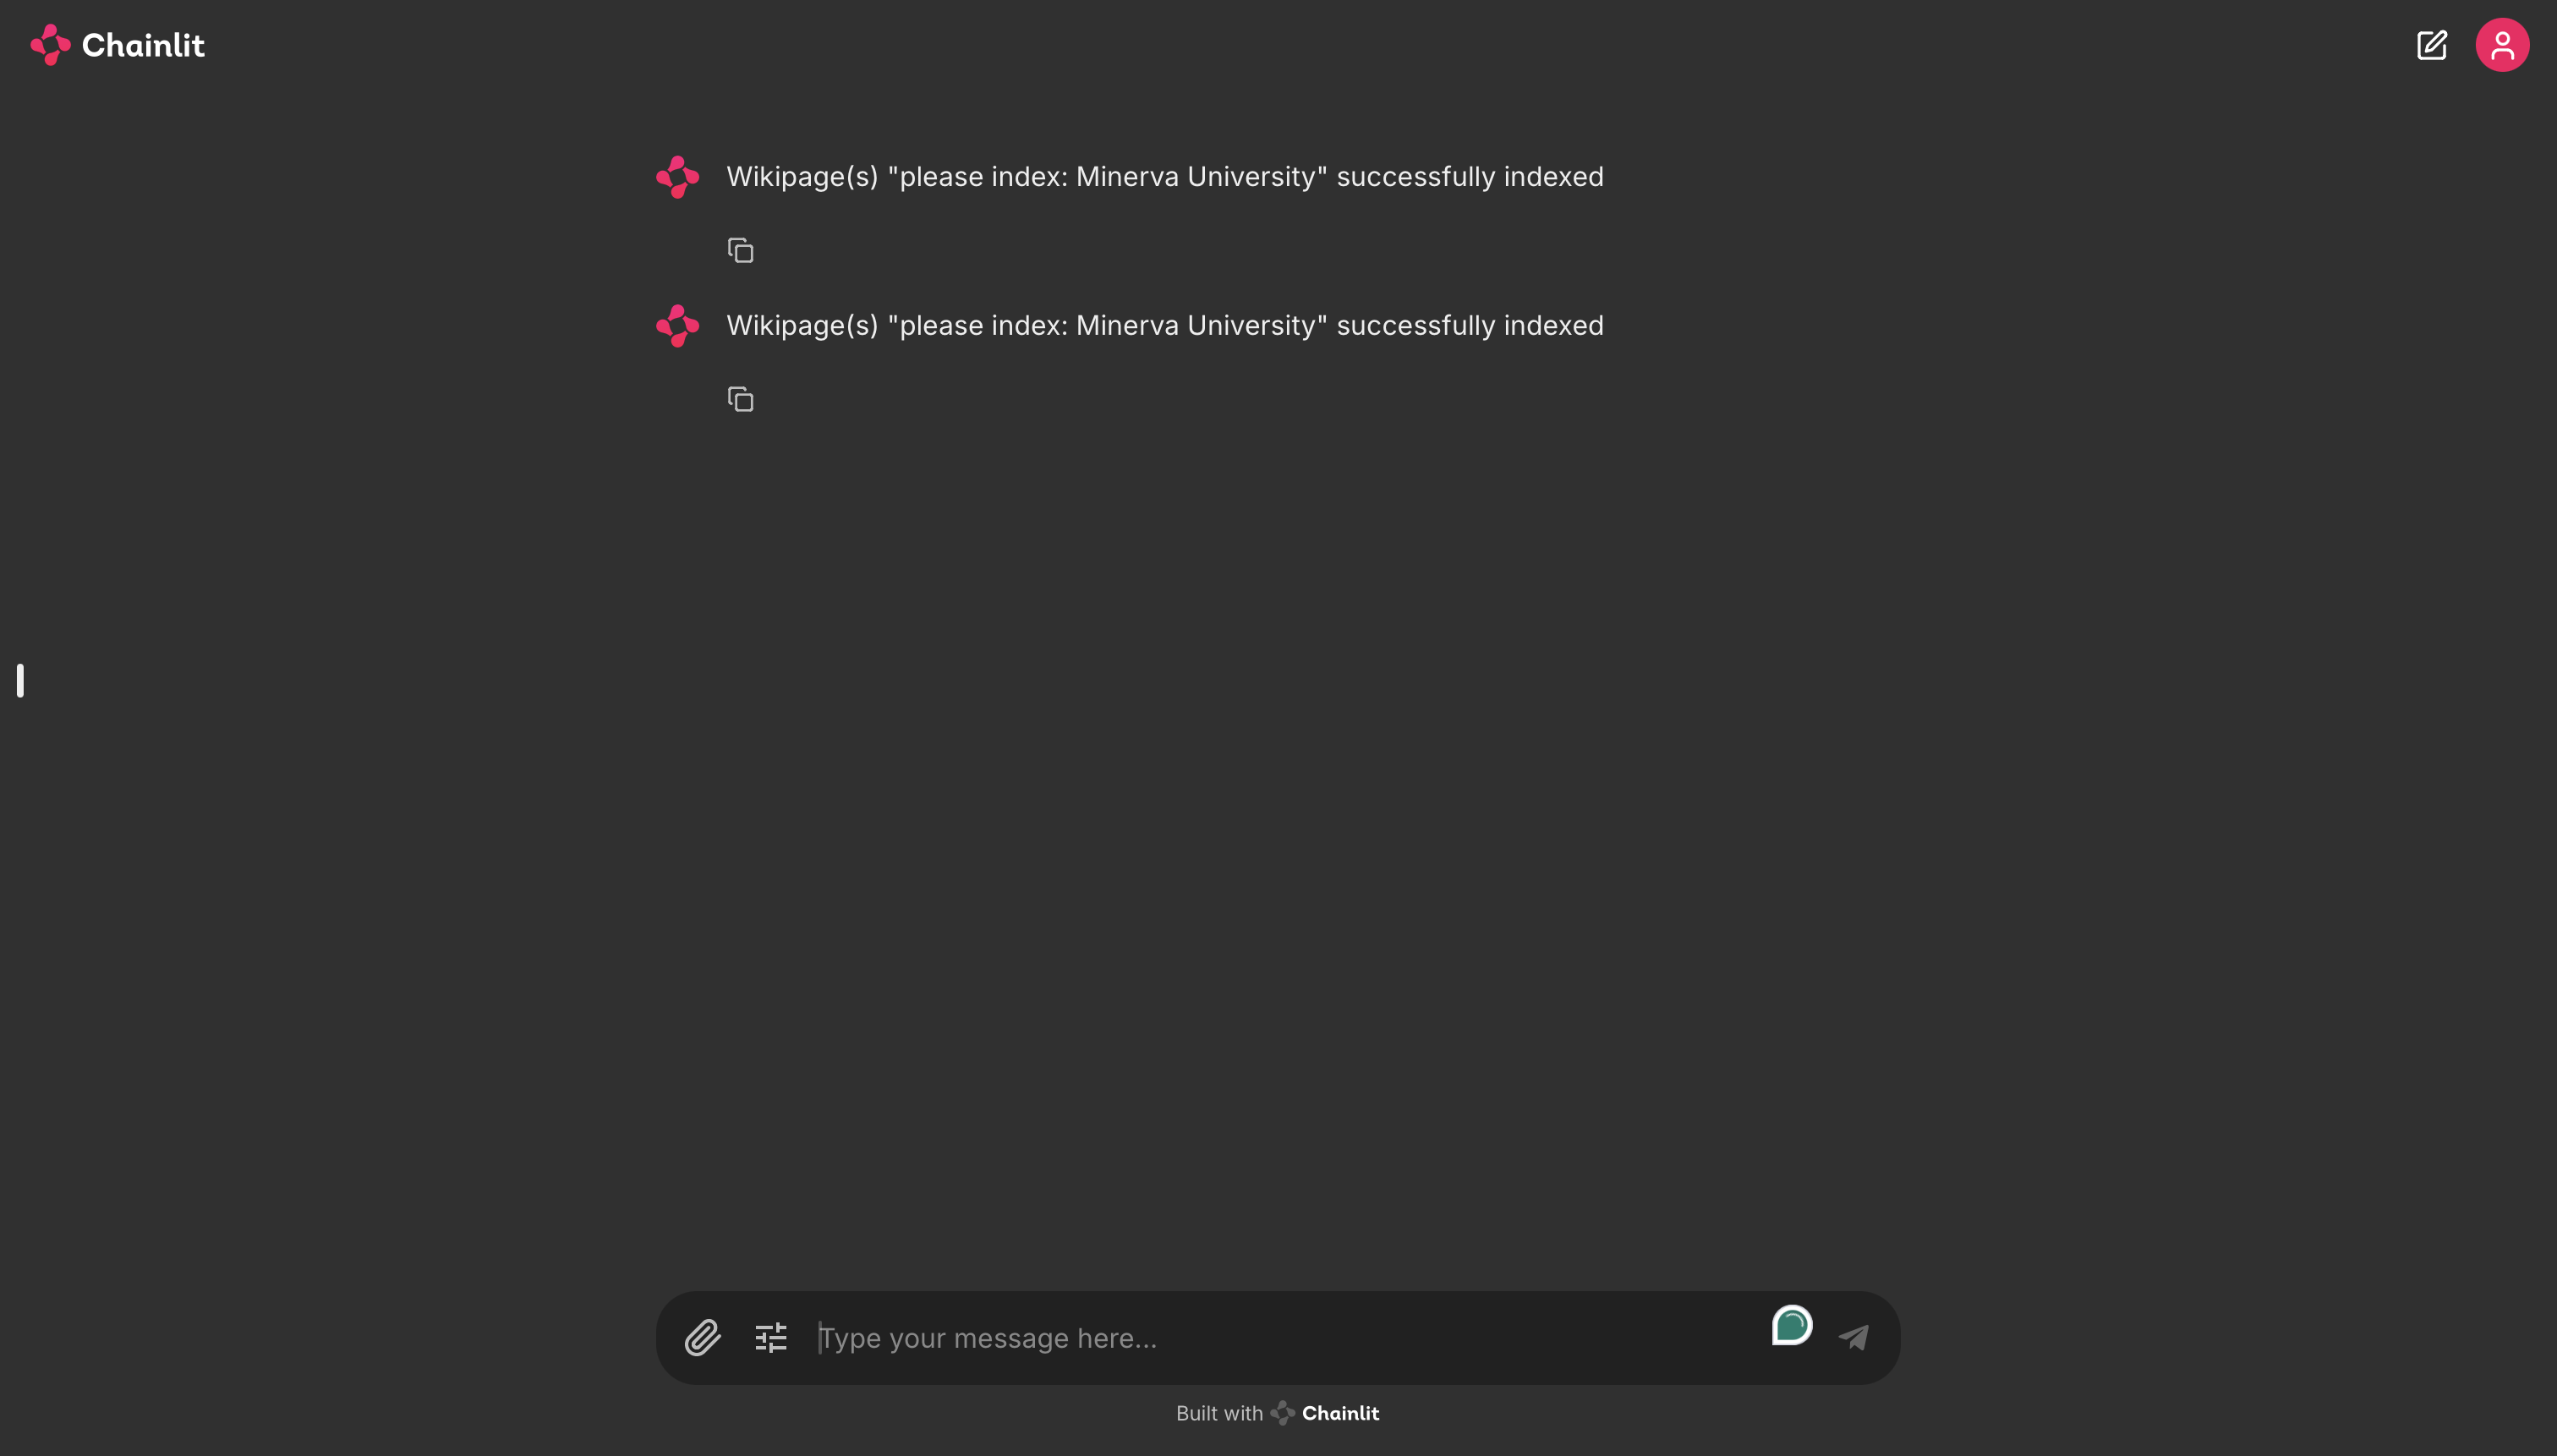 Chainlit
Wikipage(s) "please index: Minerva University" successfully indexed
Wikipage(s) "please index: Minerva University" successfully indexed
Type your message here...
Built with Chainlit